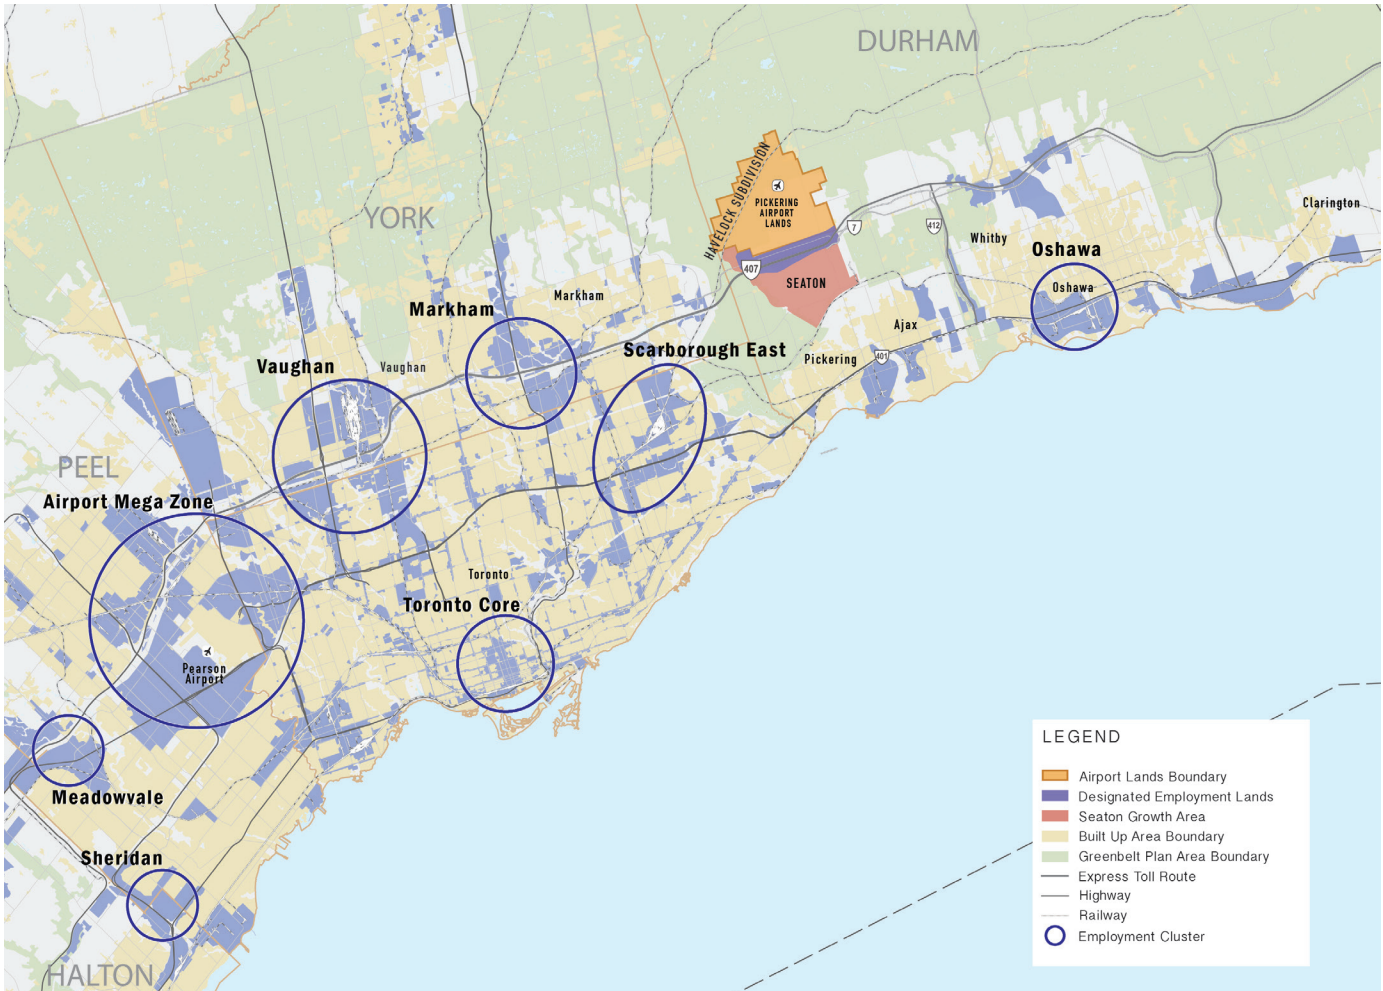 DURHAM
YORK
HAVELOCK SUBDIVISION
PICKERING
AIRPORT
LANDS
7
412
407
SEATON
Whitby
Clarington
Oshawa
Oshawa
Markham
Markham
Ajax
Scarborough East
Pickering
401
Vaughan
Vaughan
PEEL
Airport Mega Zone
Toronto
Toronto Core
Pearson
Airport
Meadowvale
Sheridan
HALTON
LEGEND
Airport Lands Boundary
Designated Employment Lands
Seaton Growth Area
Built Up Area Boundary
Greenbelt Plan Area Boundary
Express Toll Route
Highway
Railway
Employment Cluster